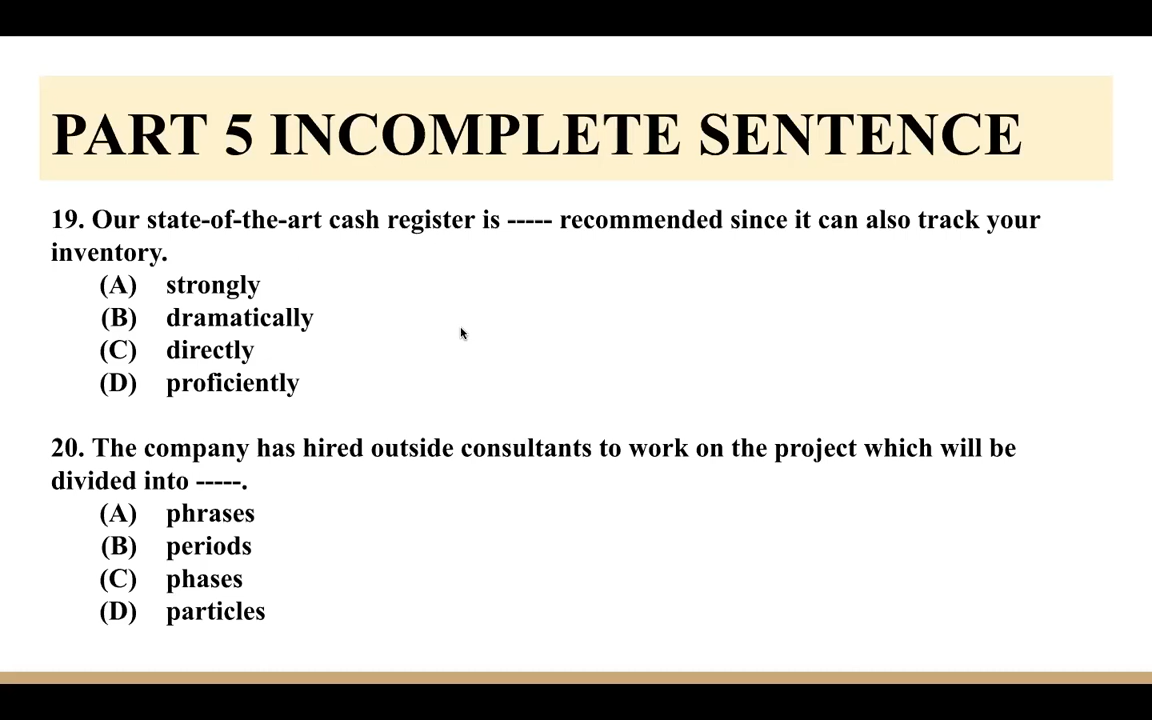 PART 5 INCOMPLETE SENTENCE
19. Our state-of-the-art cash register is ----- recommended since it can also track your
inventory.
(A) strongly
(B) dramatically
(C) directly
(D) proficiently
20. The company has hired outside consultants to work on the project which will be
divided into -----.
(A) phrases
(B) periods
(C) phases
(D) particles